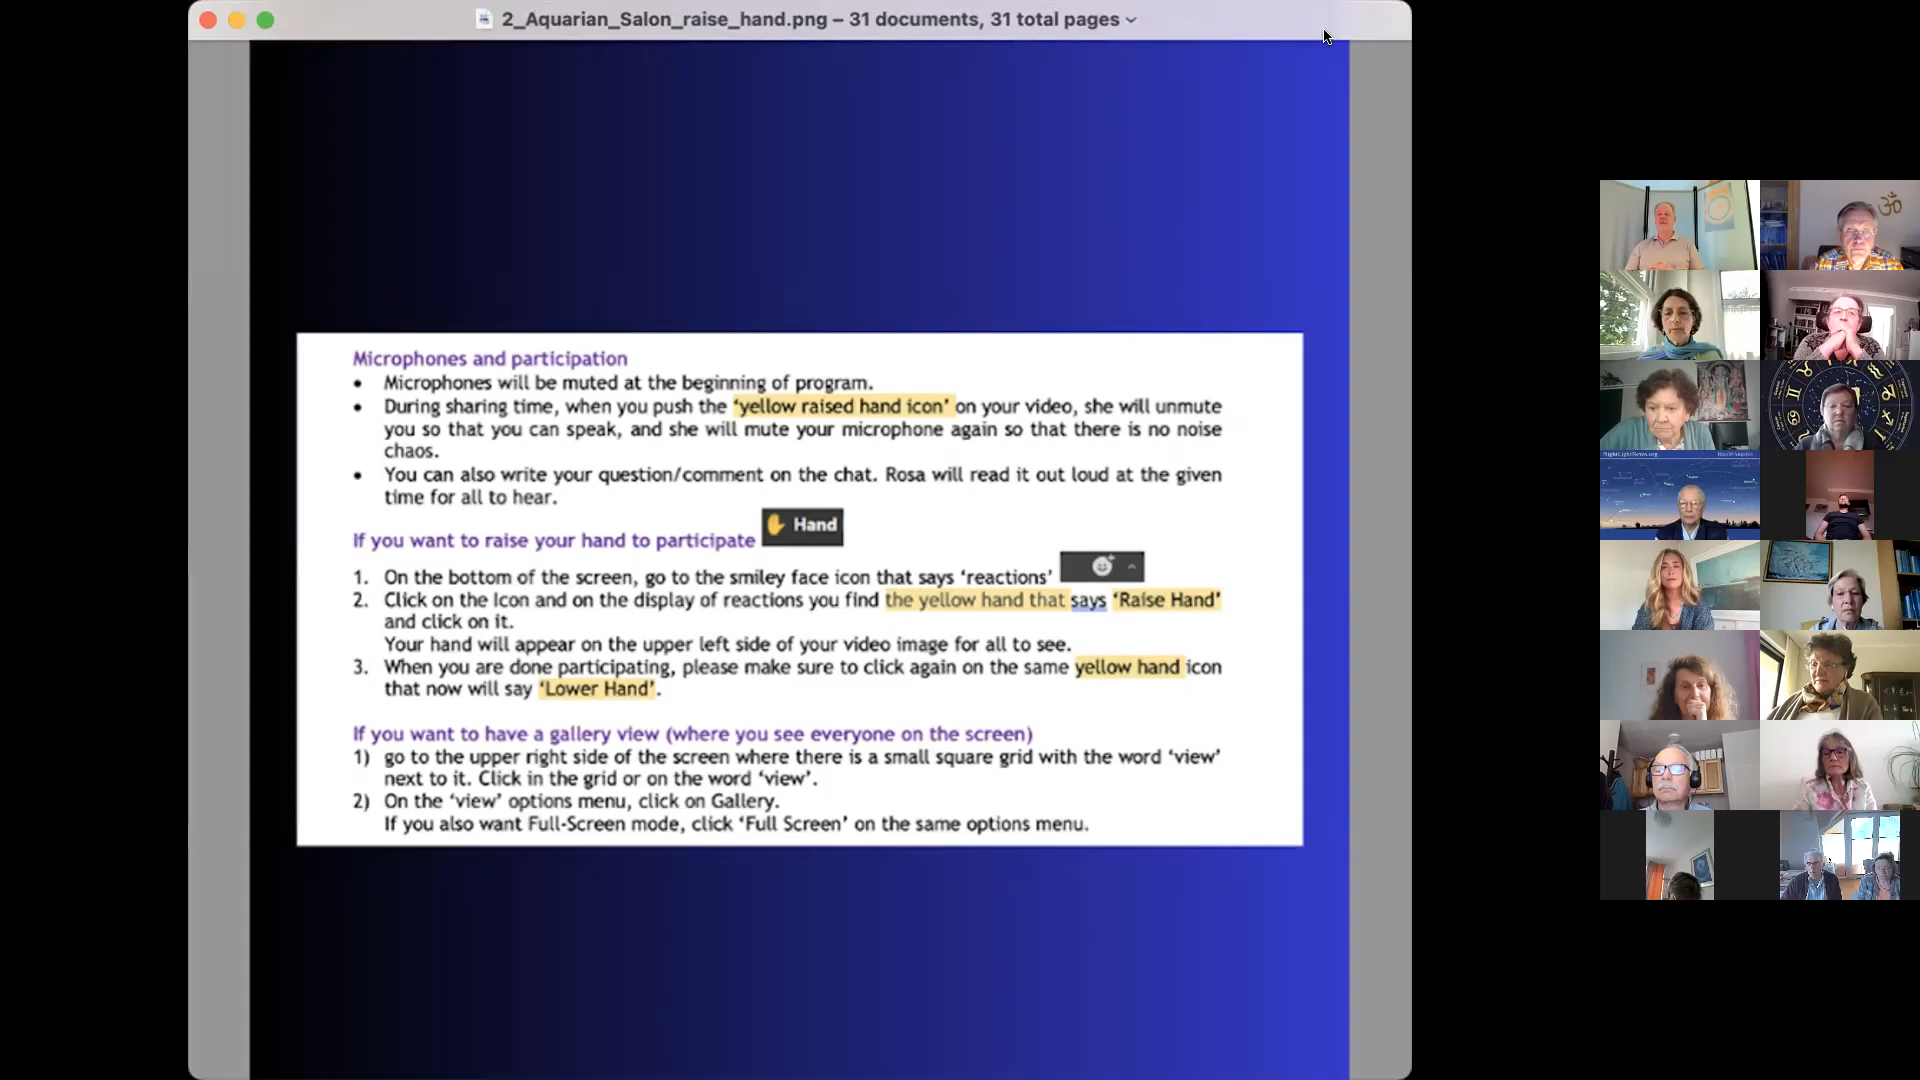 2_Aquarian_Salon_raise_hand.png – 31 documents, 31 total pages
Microphones and participation
• Microphones will be muted at the beginning of program.
• During sharing time, when you push the ‘yellow raised hand icon’ on your video, she will unmute
you so that you can speak, and she will mute your microphone again so that there is no noise
chaos.
• You can also write your question/comment on the chat. Rosa will read it out loud at the given
time for all to hear.
If you want to raise your hand to participate Hand
1. On the bottom of the screen, go to the smiley face icon that says ‘reactions’
2. Click on the Icon and on the display of reactions you find the yellow hand that says ‘Raise Hand’
and click on it.
Your hand will appear on the upper left side of your video image for all to see.
3. When you are done participating, please make sure to click again on the same yellow hand icon
that now will say ‘Lower Hand’.
If you want to have a gallery view (where you see everyone on the screen)
1) go to the upper right side of the screen where there is a small square grid with the word ‘view’
next to it. Click in the grid or on the word ‘view’.
2) On the ‘view’ options menu, click on Gallery.
If you also want Full-Screen mode, click ‘Full Screen’ on the same options menu.
ॐ
NightLightNews.org